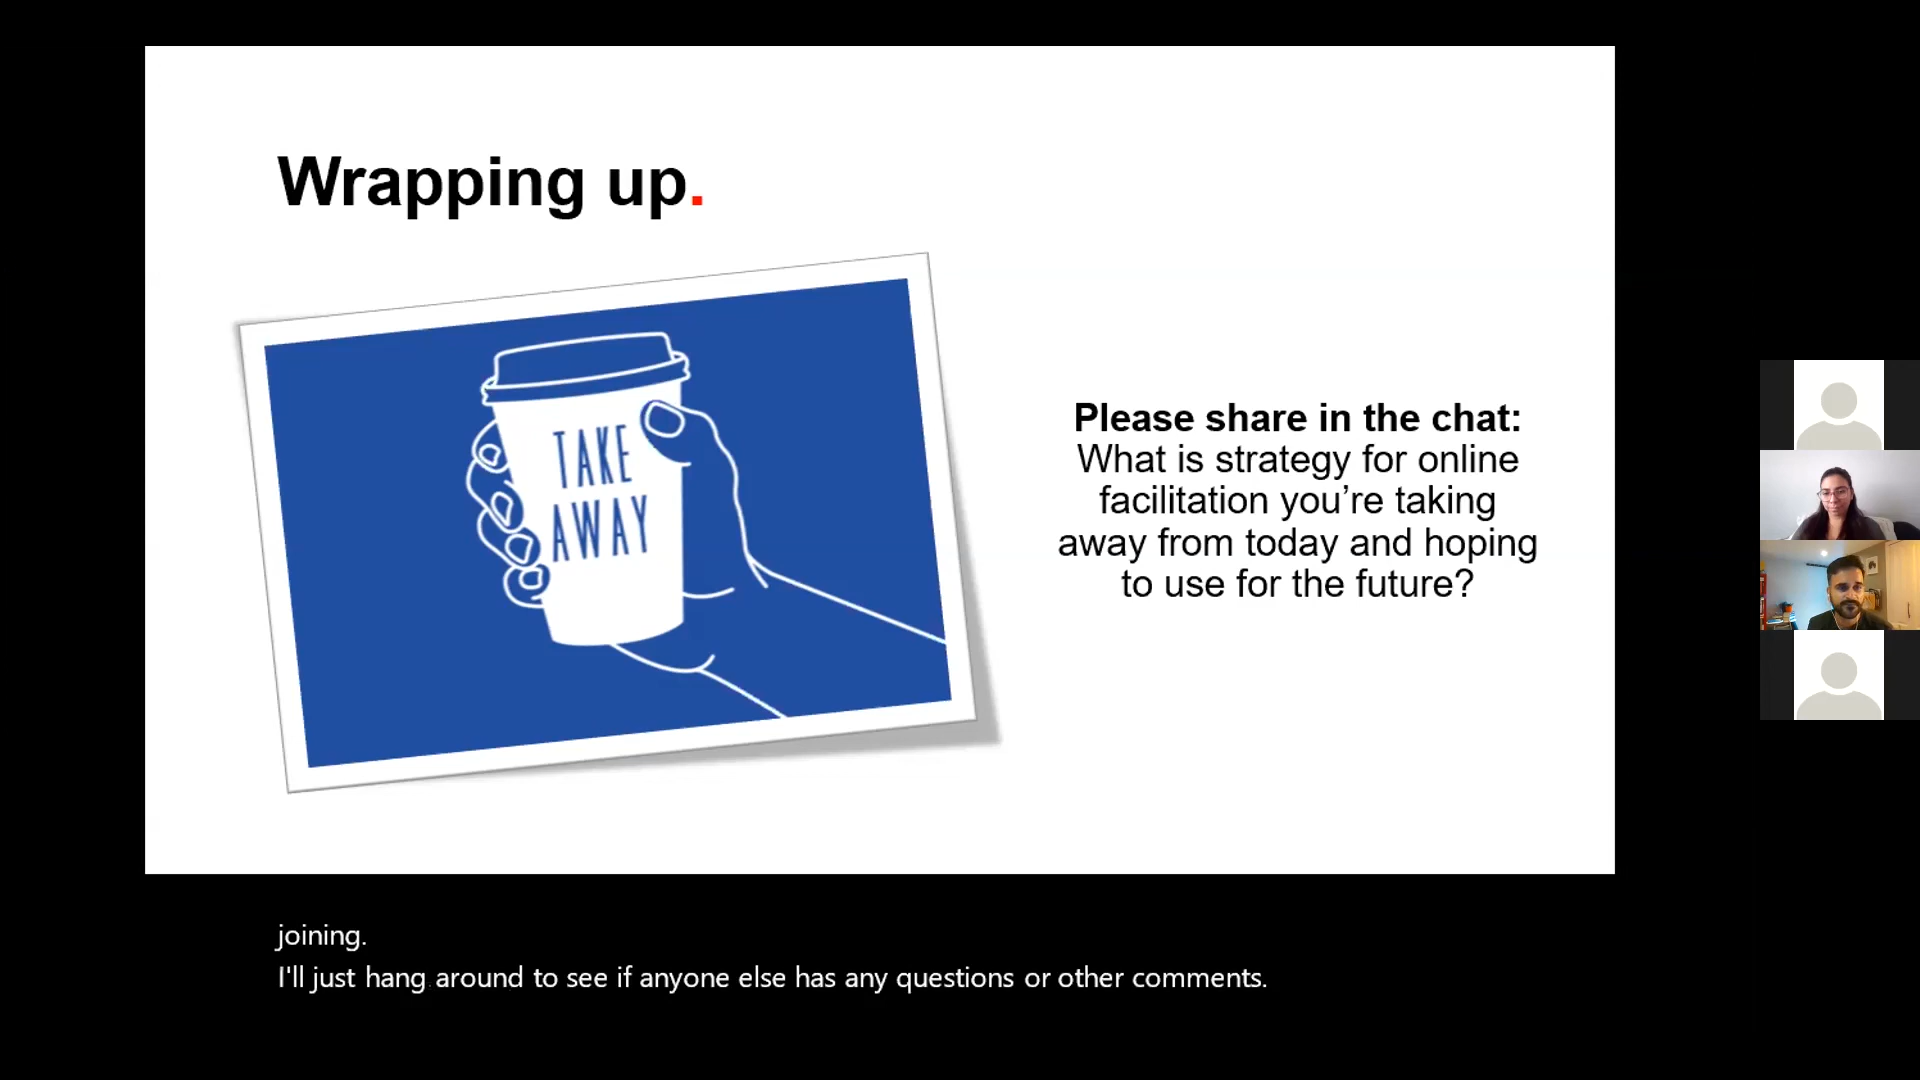 Wrapping up.
TAKE
AWAY
Please share in the chat:
What is strategy for online
facilitation you’re taking
away from today and hoping
to use for the future?
joining.
I'll just hang around to see if anyone else has any questions or other comments.